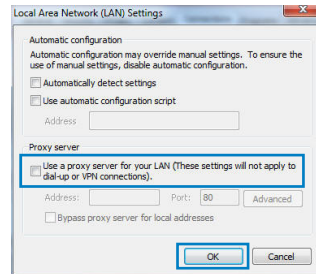 Local Area Network (LAN) Settings
Automatic configuration
Automatic configuration may override manual settings. To ensure the
use of manual settings, disable automatic configuration.
Automatically detect settings
Use automatic configuration script
Address
Proxy server
Use a proxy server for your LAN (These settings will not apply to
dial-up or VPN connections).
Address:
Port:
80
Advanced
Bypass proxy server for local addresses
OK
Cancel